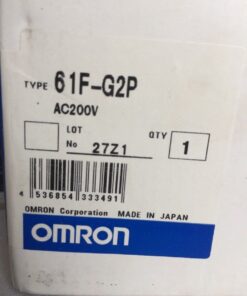 TYPE 61F-G2P
AC200V
LOT
No 27Z1
QTY
1
4 536854 333491
OMRON Corporation MADE IN JAPAN
OMRON